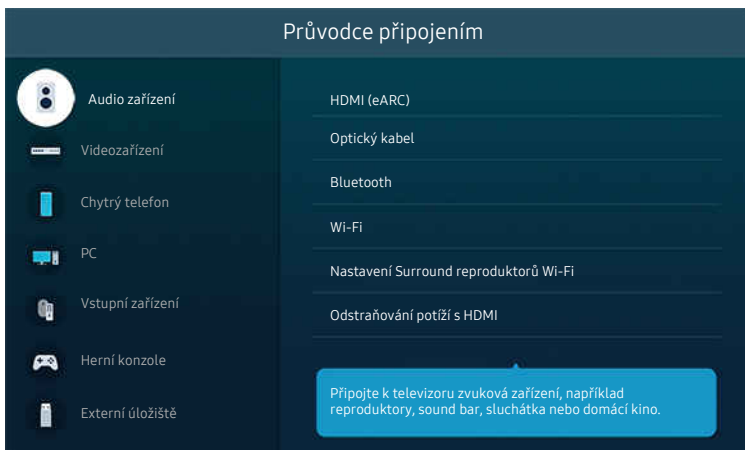 Průvodce připojením
Audio zařízení
Videozařízení
Chytrý telefon
PC
Vstupní zařízení
Herní konzole
Externí úložiště
HDMI (eARC)
Optický kabel
Bluetooth
Wi-Fi
Nastavení Surround reproduktorů Wi-Fi
Odstraňování potíží s HDMI
Připojte k televizoru zvuková zařízení, například
reproduktory, sound bar, sluchátka nebo domácí kino.